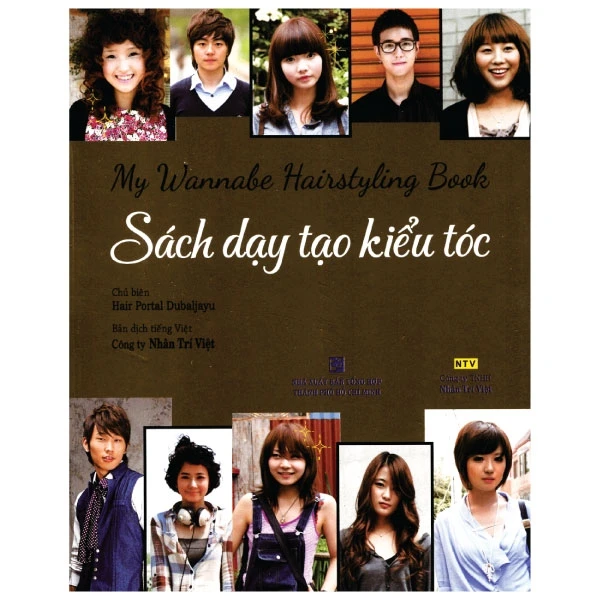 My Wannabe Hairstyling Book
Sách dạy tạo kiểu tóc
Chủ biên
Hair Portal Dubaljayu
Bản dịch tiếng Việt
Công ty Nhân Trí Việt
NTV